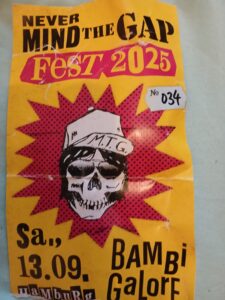 NEVER
MIND THE GAP
FEST 2025
No 034
M.T.G.
Sa.,
13.09.
Hamburg
BAMBi
GaLoRE